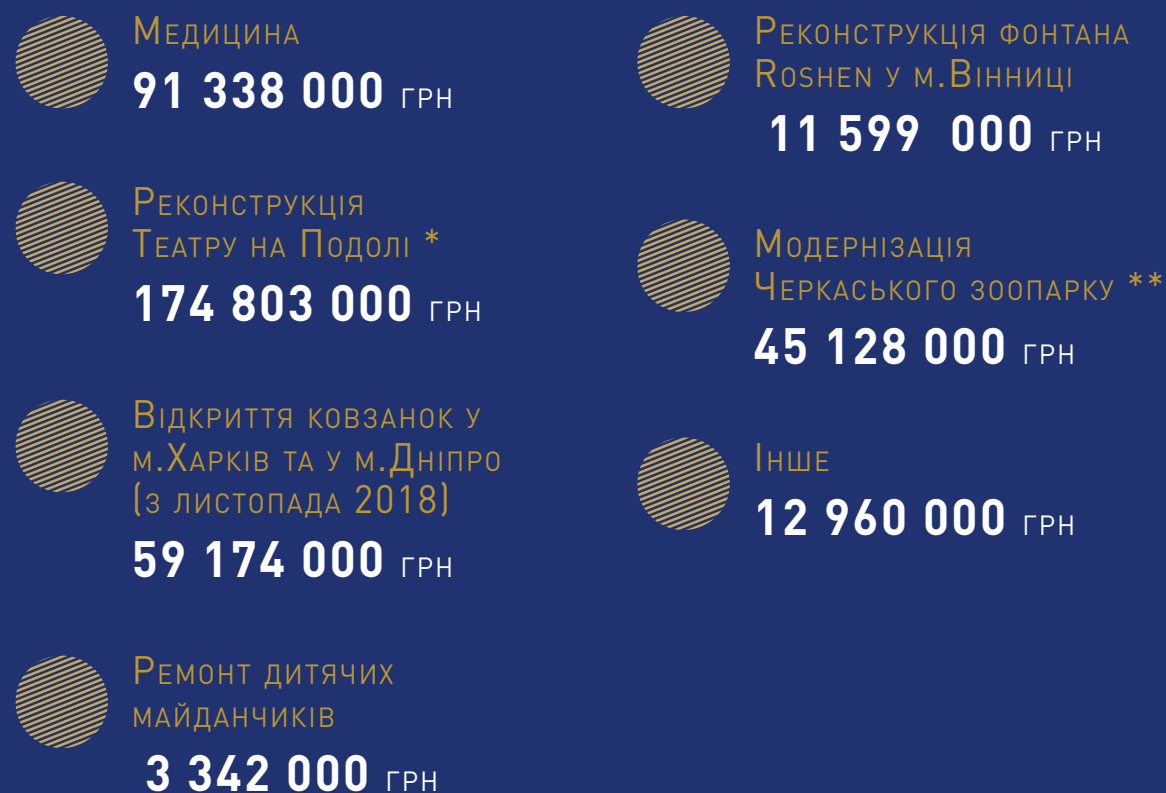 Медицина
91 338 000 грн
Реконструкція
Театру на Подолі *
174 803 000 грн
Відкриття ковзанок у
м.Харків та у м.Дніпро
(з листопада 2018)
59 174 000 грн
Ремонт дитячих
майданчиків
3 342 000 грн
Реконструкція фонтана
Roshen у м.Вінниці
11 599 000 грн
Модернізація
Черкаського зоопарку **
45 128 000 грн
Інше
12 960 000 грн